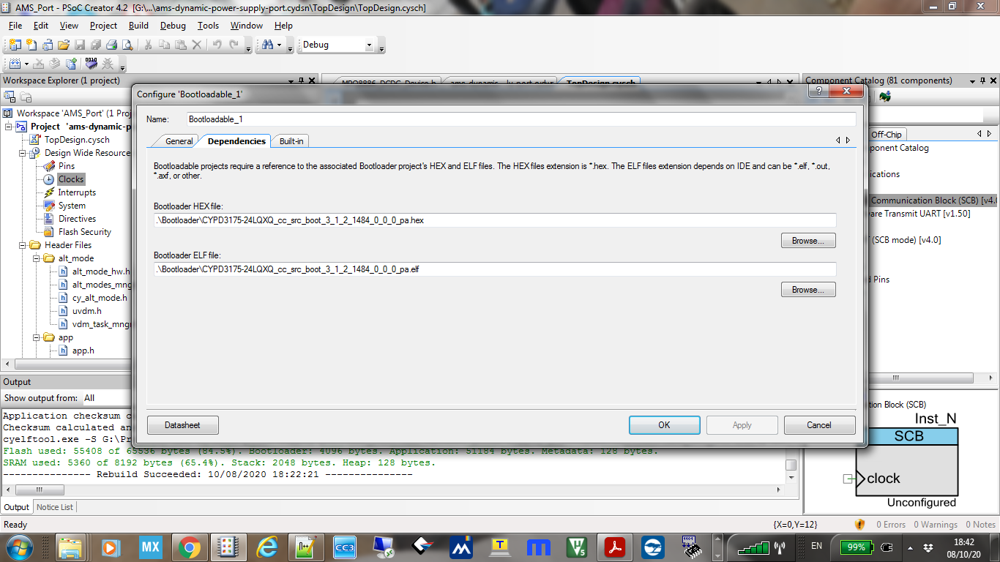 AMS_Port - PSoC Creator 4.2 [G:\...\ams-dynamic-power-supply-port.cydsn\TopDesign\TopDesign.cysch]
File Edit View Project Build Debug Tools Window Help
Debug
Workspace Explorer (1 project)
TopDesign.cysch
Component Catalog (81 components)
Configure 'Bootloadable_1'
Workspace 'AMS_Port' (1 Proj
Project 'ams-dynamic-p
TopDesign.cysch
Design Wide Resource
Pins
Clocks
Interrupts
System
Directives
Flash Security
Header Files
alt_mode
alt_mode_hw.h
alt_modes_mng
cy_alt_mode.h
uvdm.h
vdm_task_mngr
app
app.h
Name: Bootloadable_1
General Dependencies Built-in
Bootloadable projects require a reference to the associated Bootloader project's HEX and ELF files. The HEX files extension is *.hex. The ELF files extension depends on IDE and can be *.elf, *.out,
*.axf, or other.
Bootloader HEX file:
.\Bootloader\CYPD3175-24LQXQ_cc_src_boot_3_1_2_1484_0_0_0_pa.hex
Browse...
Bootloader ELF file:
.\Bootloader\CYPD3175-24LQXQ_cc_src_boot_3_1_2_1484_0_0_0_pa.elf
Browse...
Datasheet OK Apply Cancel
Off-Chip
ponent Catalog
ications
Communication Block (SCB) [v4.0
are Transmit UART [v1.50]
(SCB mode) [v4.0]
d Pins
Output
Show output from: All
Application checksum c
Checksum calculated an
cyelftool.exe -S G:\Pr
Flash used: 55408 of 65536 bytes (84.5%). Bootloader: 4096 bytes. Application: 51184 bytes. Metadata: 128 bytes.
SRAM used: 5360 of 8192 bytes (65.4%). Stack: 2048 bytes. Heap: 128 bytes.
--------------- Rebuild Succeeded: 10/08/2020 18:22:21 ---------------
Output Notice List
tion Block (SCB)
Inst_N
SCB
clock
Unconfigured
Ready {X=0,Y=12} 0 Errors 0 Warnings 0 Notes
MX
CC3
EN
99%
18:42
08/10/20